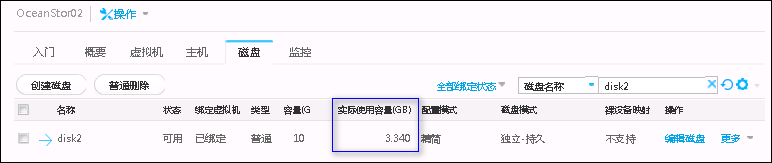 OceanStor02 操作
入门 概要 虚拟机 主机 磁盘 监控
创建磁盘 普通删除 全部绑定状态 磁盘名称 disk2
名称 状态 绑定虚拟机 类型 容量(G 实际使用容量(GB) 配置模式 磁盘模式 裸设备映射 操作
disk2 可用 已绑定 普通 10 3.340 精简 独立-持久 不支持 编辑磁盘 更多